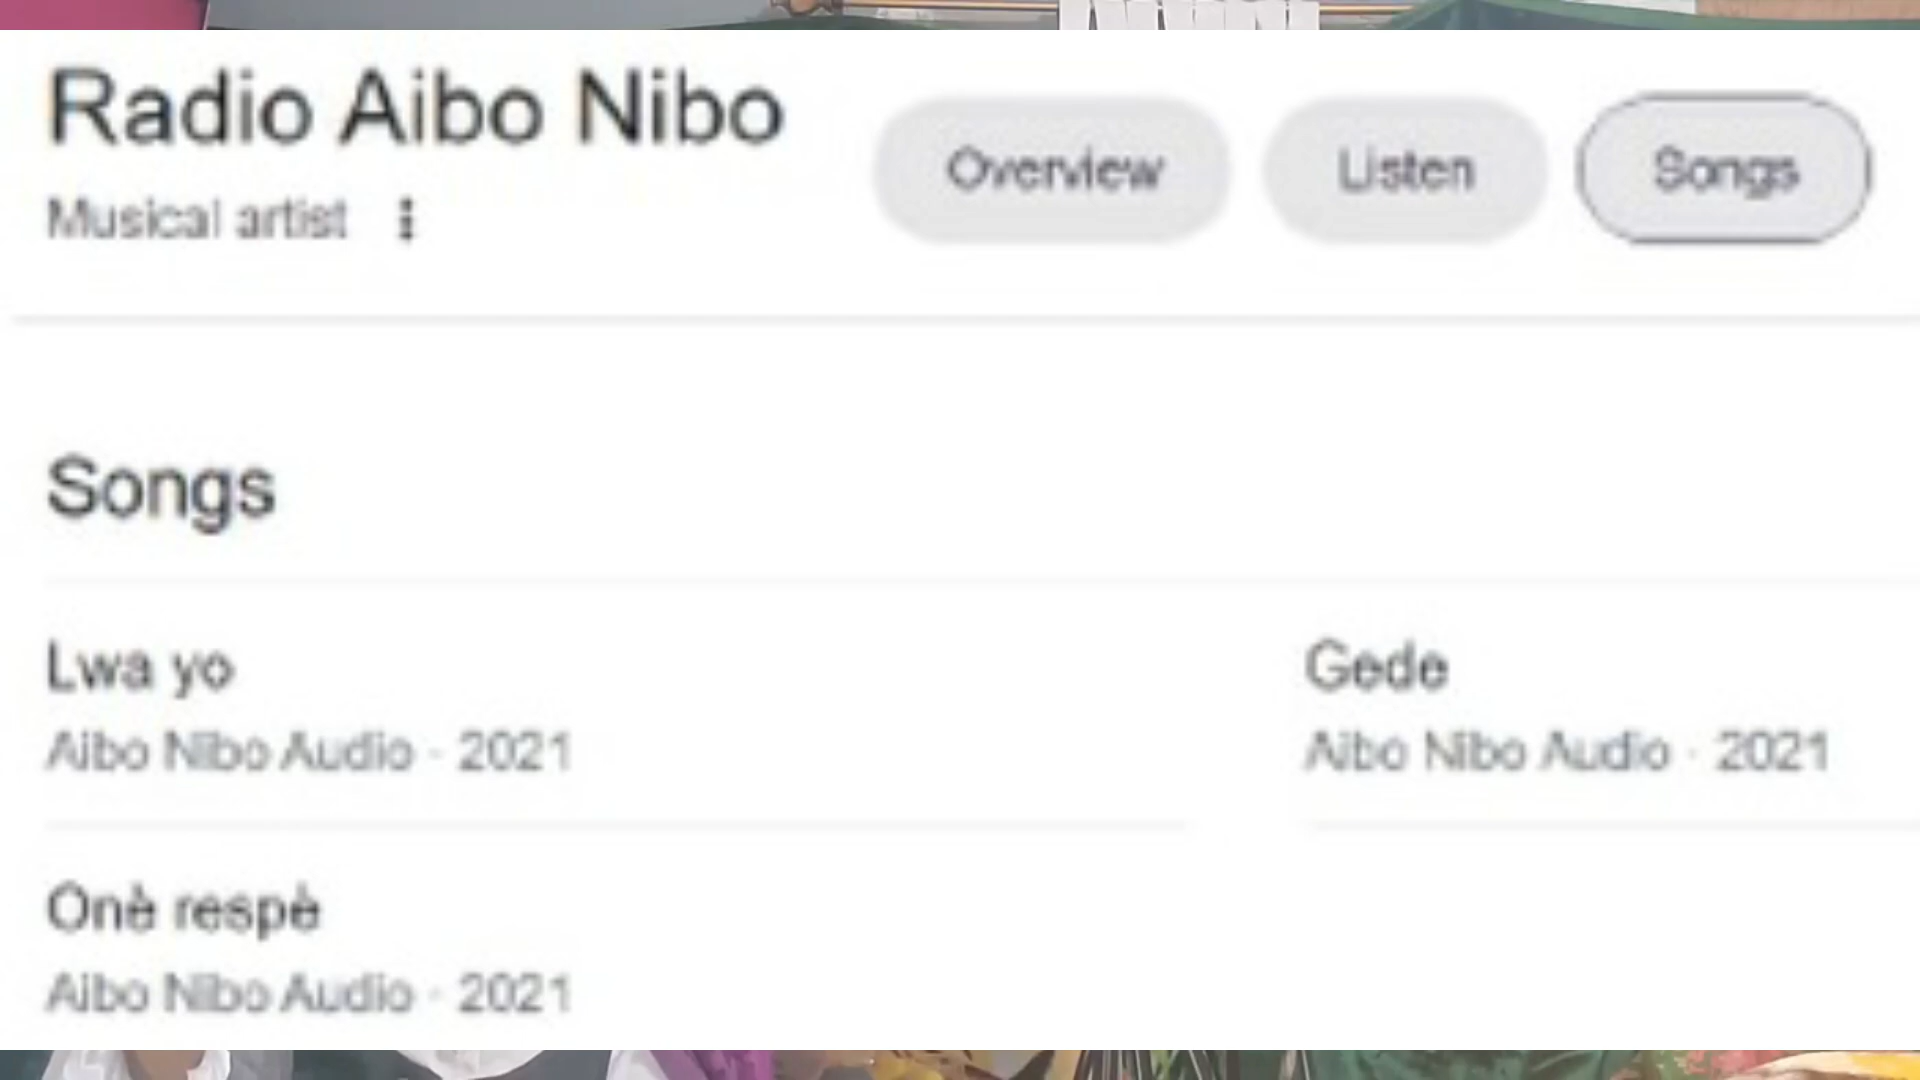 Radio Aibo Nibo
Musical artist
Overview
Listen
Songs
Songs
Lwa yo
Aibo Nibo Audio · 2021
Gede
Aibo Nibo Audio · 2021
Onè respè
Aibo Nibo Audio · 2021